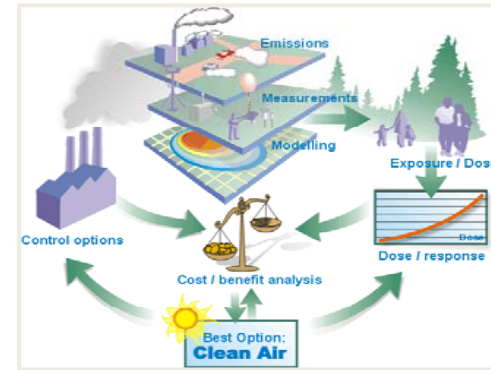 Emissions
Measurements
Modelling
Exposure / Dos
Control options
Dose
Dose / response
Cost / benefit analysis
Best Option:
Clean Air